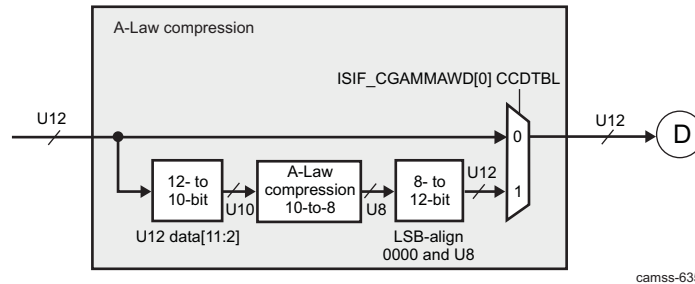 A-Law compression
ISIF_CGAMMAWD[0] CCDTBL
U12
U12
0
D
12- to
10-bit
U10
A-Law
compression
10-to-8
U8
8- to
12-bit
U12
1
U12 data[11:2]
LSB-align
0000 and U8